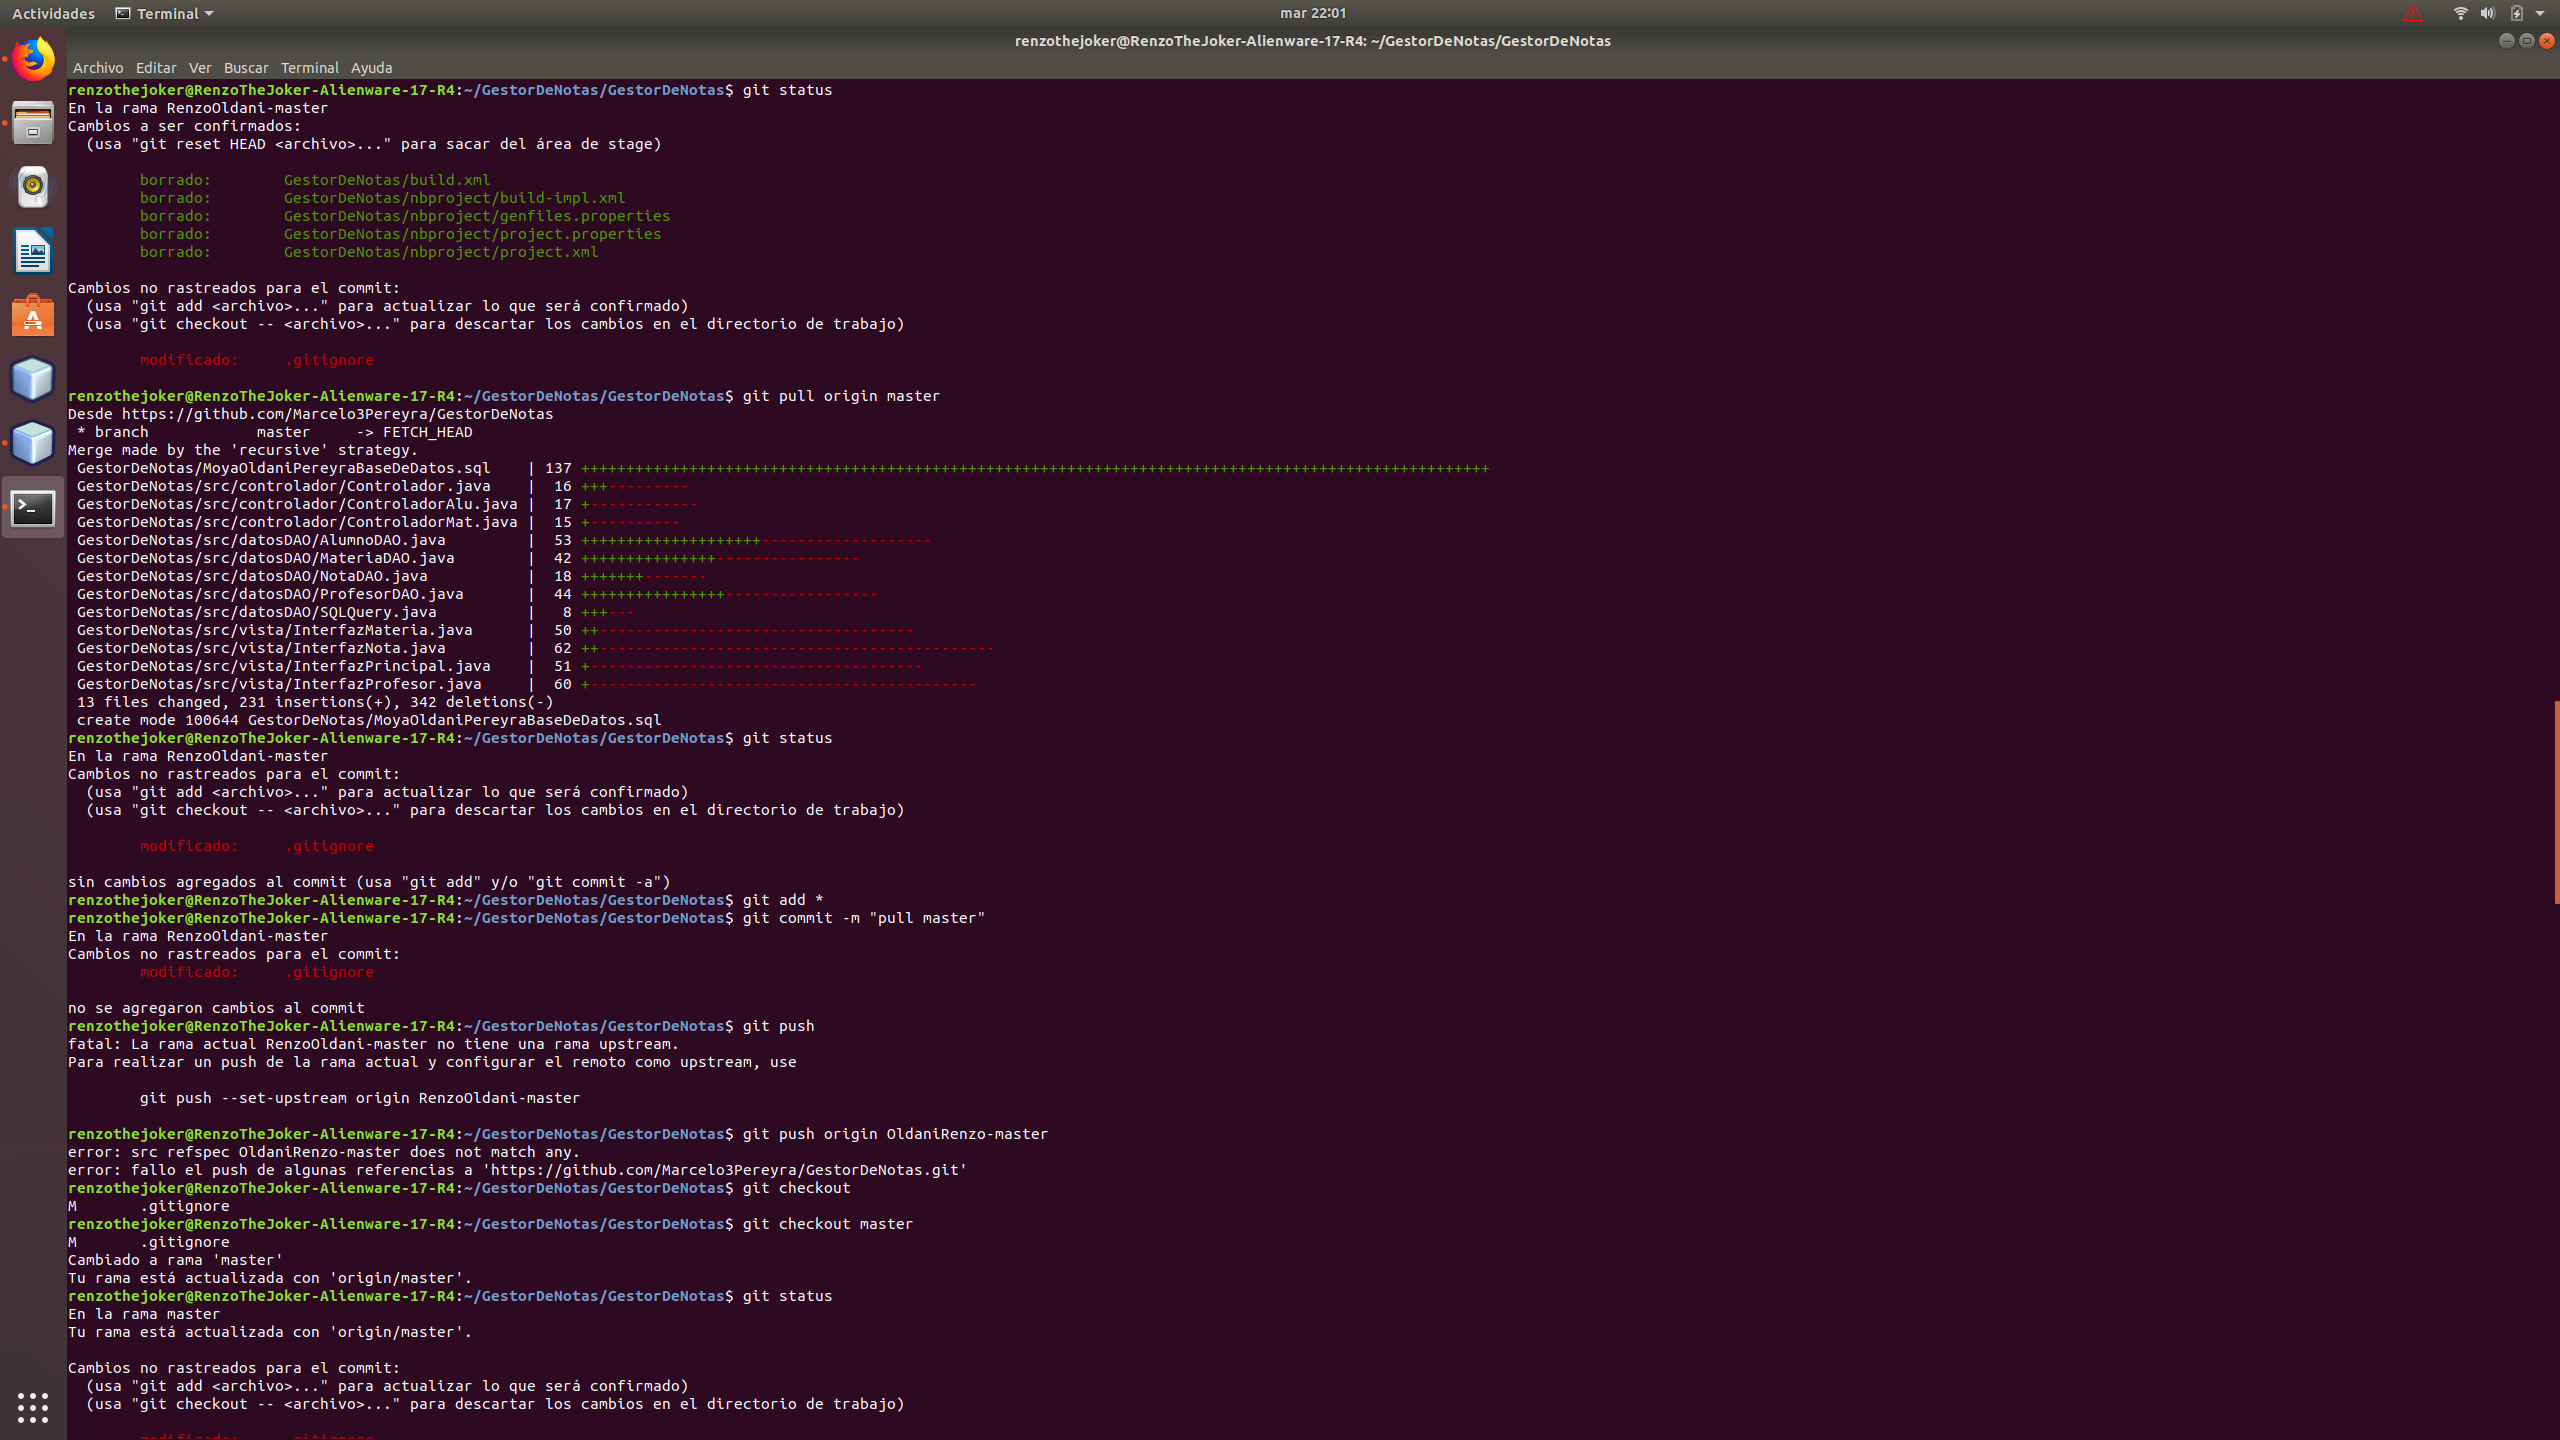 Actividades Terminal mar 22:01
renzothejoker@RenzoTheJoker-Alienware-17-R4: ~/GestorDeNotas/GestorDeNotas
Archivo Editar Ver Buscar Terminal Ayuda
renzothejoker@RenzoTheJoker-Alienware-17-R4:~/GestorDeNotas/GestorDeNotas$ git status
En la rama RenzoOldani-master
Cambios a ser confirmados:
  (usa "git reset HEAD <archivo>..." para sacar del área de stage)
        borrado:        GestorDeNotas/build.xml
        borrado:        GestorDeNotas/nbproject/build-impl.xml
        borrado:        GestorDeNotas/nbproject/genfiles.properties
        borrado:        GestorDeNotas/nbproject/project.properties
        borrado:        GestorDeNotas/nbproject/project.xml
Cambios no rastreados para el commit:
  (usa "git add <archivo>..." para actualizar lo que será confirmado)
  (usa "git checkout -- <archivo>..." para descartar los cambios en el directorio de trabajo)
        modificado:     .gitignore
renzothejoker@RenzoTheJoker-Alienware-17-R4:~/GestorDeNotas/GestorDeNotas$ git pull origin master
Desde https://github.com/Marcelo3Pereyra/GestorDeNotas
 * branch            master     -> FETCH_HEAD
Merge made by the 'recursive' strategy.
 GestorDeNotas/MoyaOldaniPereyraBaseDeDatos.sql    | 137 +++++++++++++++++++++++++++++++++++++++++++++++++++++++++++++++++++++++++++++++++++++++++++++++++++++
 GestorDeNotas/src/controlador/Controlador.java    |  16 +++---------
 GestorDeNotas/src/controlador/ControladorAlu.java |  17 +------------
 GestorDeNotas/src/controlador/ControladorMat.java |  15 +----------
 GestorDeNotas/src/datosDAO/AlumnoDAO.java         |  53 ++++++++++++++++++++-------------------
 GestorDeNotas/src/datosDAO/MateriaDAO.java        |  42 +++++++++++++++----------------
 GestorDeNotas/src/datosDAO/NotaDAO.java           |  18 +++++++-------
 GestorDeNotas/src/datosDAO/ProfesorDAO.java       |  44 ++++++++++++++++-----------------
 GestorDeNotas/src/datosDAO/SQLQuery.java          |   8 +++---
 GestorDeNotas/src/vista/InterfazMateria.java      |  50 ++-----------------------------------
 GestorDeNotas/src/vista/InterfazNota.java         |  62 ++--------------------------------------------
 GestorDeNotas/src/vista/InterfazPrincipal.java    |  51 +-------------------------------------
 GestorDeNotas/src/vista/InterfazProfesor.java     |  60 +-------------------------------------------
 13 files changed, 231 insertions(+), 342 deletions(-)
 create mode 100644 GestorDeNotas/MoyaOldaniPereyraBaseDeDatos.sql
renzothejoker@RenzoTheJoker-Alienware-17-R4:~/GestorDeNotas/GestorDeNotas$ git status
En la rama RenzoOldani-master
Cambios no rastreados para el commit:
  (usa "git add <archivo>..." para actualizar lo que será confirmado)
  (usa "git checkout -- <archivo>..." para descartar los cambios en el directorio de trabajo)
        modificado:     .gitignore
sin cambios agregados al commit (usa "git add" y/o "git commit -a")
renzothejoker@RenzoTheJoker-Alienware-17-R4:~/GestorDeNotas/GestorDeNotas$ git add *
renzothejoker@RenzoTheJoker-Alienware-17-R4:~/GestorDeNotas/GestorDeNotas$ git commit -m "pull master"
En la rama RenzoOldani-master
Cambios no rastreados para el commit:
        modificado:     .gitignore
no se agregaron cambios al commit
renzothejoker@RenzoTheJoker-Alienware-17-R4:~/GestorDeNotas/GestorDeNotas$ git push
fatal: La rama actual RenzoOldani-master no tiene una rama upstream.
Para realizar un push de la rama actual y configurar el remoto como upstream, use
        git push --set-upstream origin RenzoOldani-master
renzothejoker@RenzoTheJoker-Alienware-17-R4:~/GestorDeNotas/GestorDeNotas$ git push origin OldaniRenzo-master
error: src refspec OldaniRenzo-master does not match any.
error: fallo el push de algunas referencias a 'https://github.com/Marcelo3Pereyra/GestorDeNotas.git'
renzothejoker@RenzoTheJoker-Alienware-17-R4:~/GestorDeNotas/GestorDeNotas$ git checkout
M       .gitignore
renzothejoker@RenzoTheJoker-Alienware-17-R4:~/GestorDeNotas/GestorDeNotas$ git checkout master
M       .gitignore
Cambiado a rama 'master'
Tu rama está actualizada con 'origin/master'.
renzothejoker@RenzoTheJoker-Alienware-17-R4:~/GestorDeNotas/GestorDeNotas$ git status
En la rama master
Tu rama está actualizada con 'origin/master'.
Cambios no rastreados para el commit:
  (usa "git add <archivo>..." para actualizar lo que será confirmado)
  (usa "git checkout -- <archivo>..." para descartar los cambios en el directorio de trabajo)
        modificado:     .gitignore